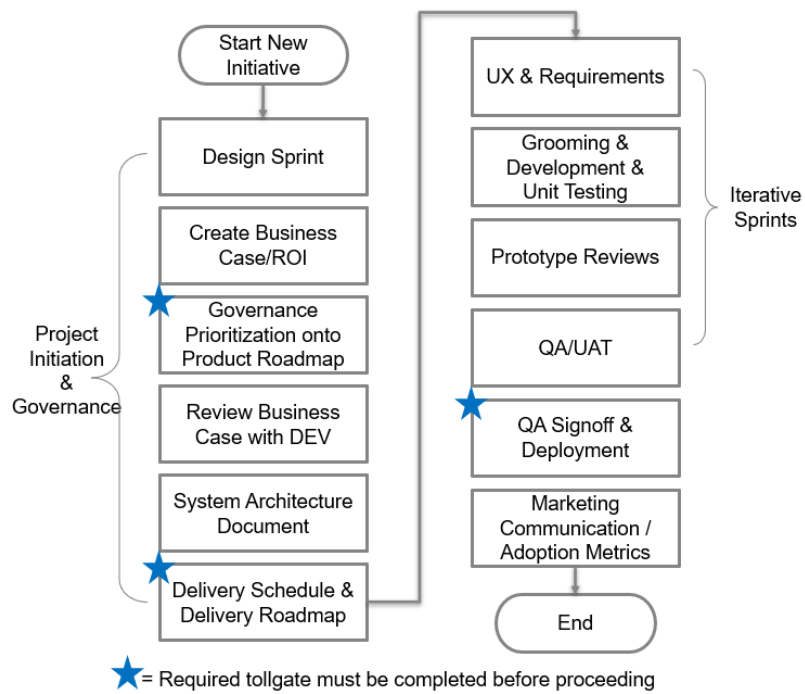 Start New
Initiative
Design Sprint
Create Business
Case/ROI
Governance
Prioritization onto
Product Roadmap
Review Business
Case with DEV
System Architecture
Document
Delivery Schedule &
Delivery Roadmap
Project
Initiation
&
Governance
UX & Requirements
Grooming &
Development &
Unit Testing
Prototype Reviews
QA/UAT
QA Signoff &
Deployment
Marketing
Communication /
Adoption Metrics
End
Iterative
Sprints
= Required tollgate must be completed before proceeding